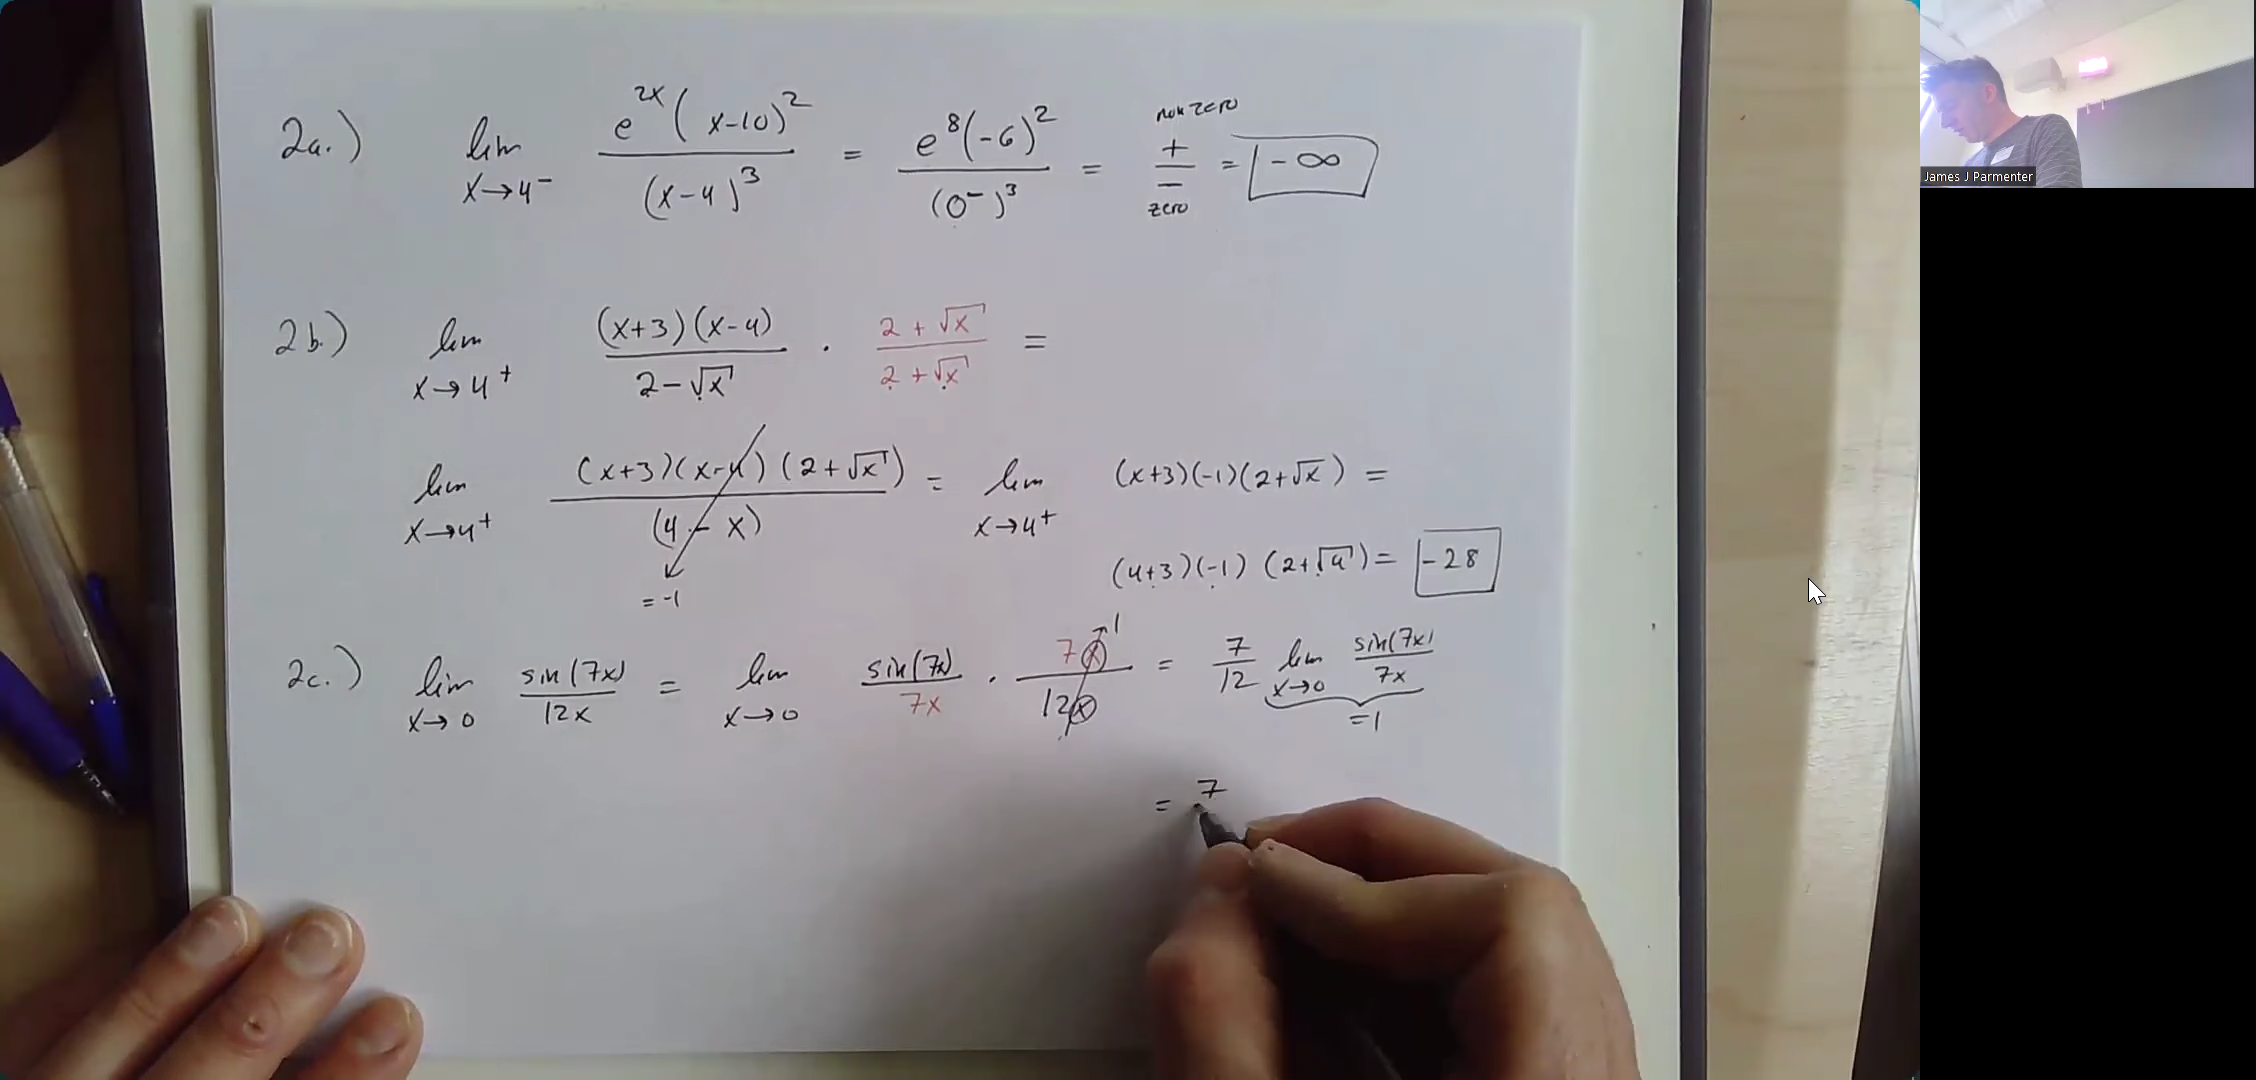 2a.) lim x→4⁻ e^{2x}(x-10)² / (x-4)³ = e⁸(-6)² / (0⁻)³ = non zero + / - zero = -∞
2b.) lim x→4⁺ (x+3)(x-4) / 2-√x · 2+√x / 2+√x =
lim x→4⁺ (x+3)(x-4)(2+√x) / (4-x) = lim x→4⁺ (x+3)(-1)(2+√x) =
= -1
(4+3)(-1)(2+√4) = -28
2c.) lim x→0 sin(7x) / 12x = lim x→0 sin(7x) / 7x · 7x / 12x = 7/12 lim x→0 sin(7x) / 7x
1
=1
= 7
James J Parmenter